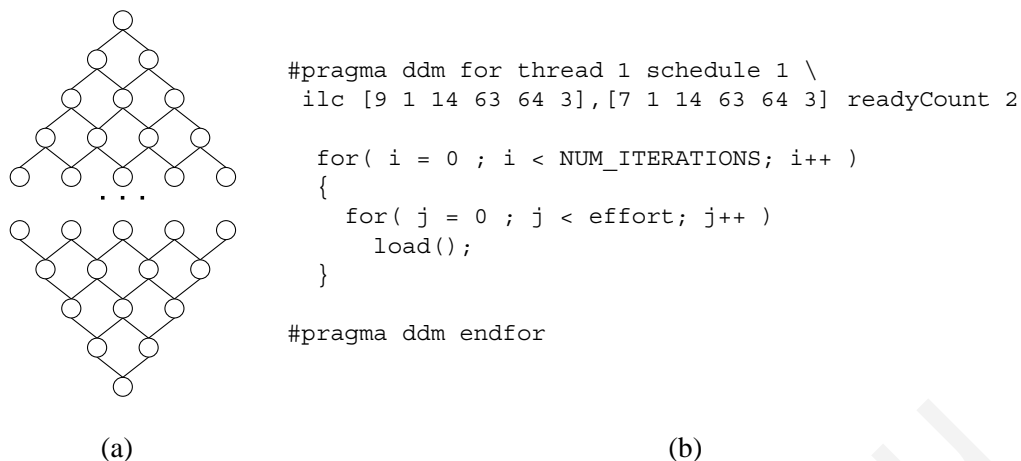 #pragma ddm for thread 1 schedule 1 \
ilc [9 1 14 63 64 3],[7 1 14 63 64 3] readyCount 2
for( i = 0 ; i < NUM_ITERATIONS; i++ )
{
for( j = 0 ; j < effort; j++ )
load();
}
#pragma ddm endfor
. . .
(a)
(b)